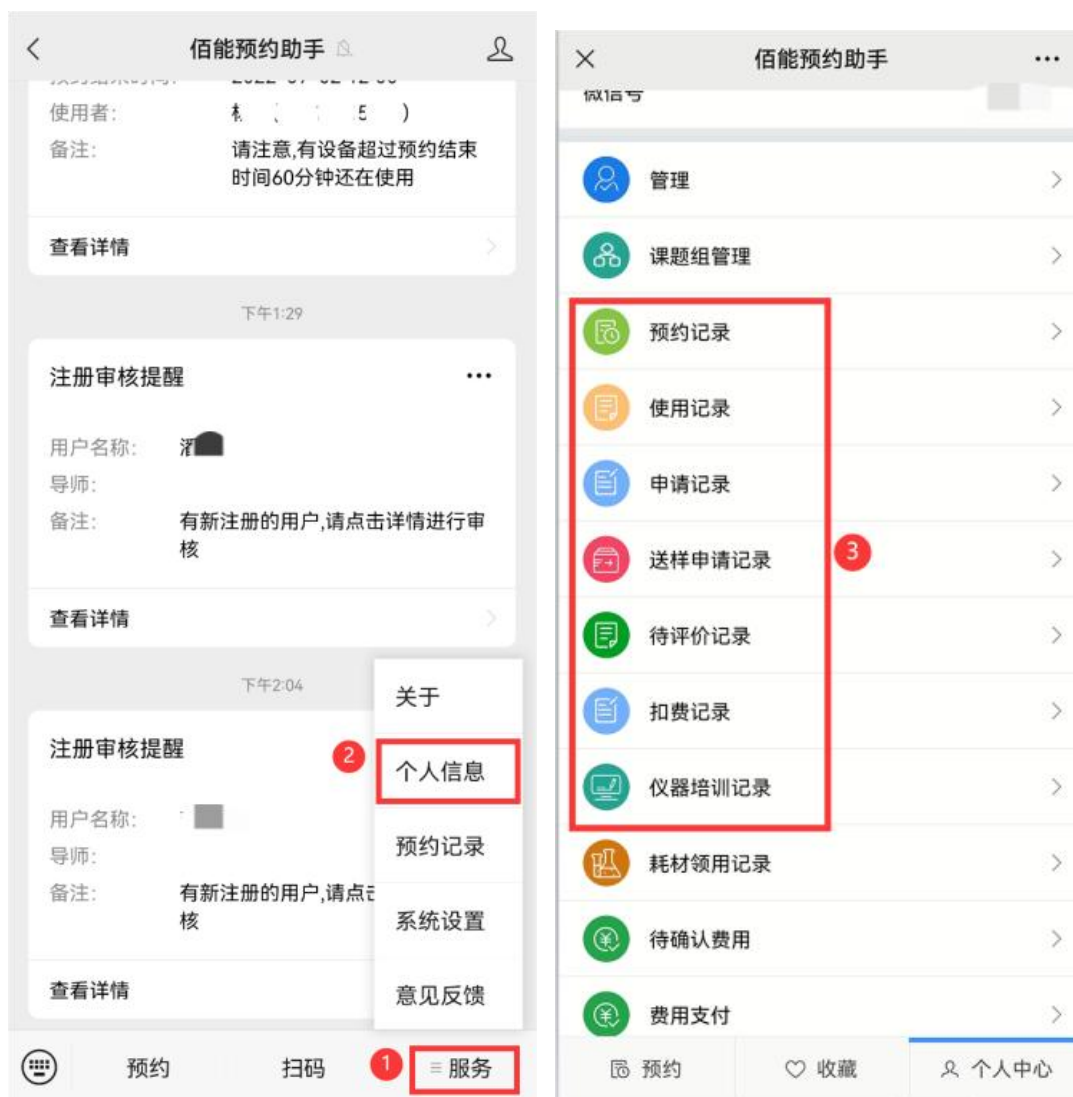 佰能预约助手
使用者:
备注: 请注意,有设备超过预约结束
时间60分钟还在使用
查看详情
下午1:29
注册审核提醒
用户名称:
导师:
备注: 有新注册的用户,请点击详情进行审
核
查看详情
下午2:04
注册审核提醒
用户名称:
导师:
备注: 有新注册的用户,请点
核
查看详情
关于
2
个人信息
预约记录
系统设置
意见反馈
预约
扫码
1
服务
佰能预约助手
微信号
管理
课题组管理
预约记录
使用记录
申请记录
送样申请记录
3
待评价记录
扣费记录
仪器培训记录
耗材领用记录
待确认费用
费用支付
预约
收藏
个人中心